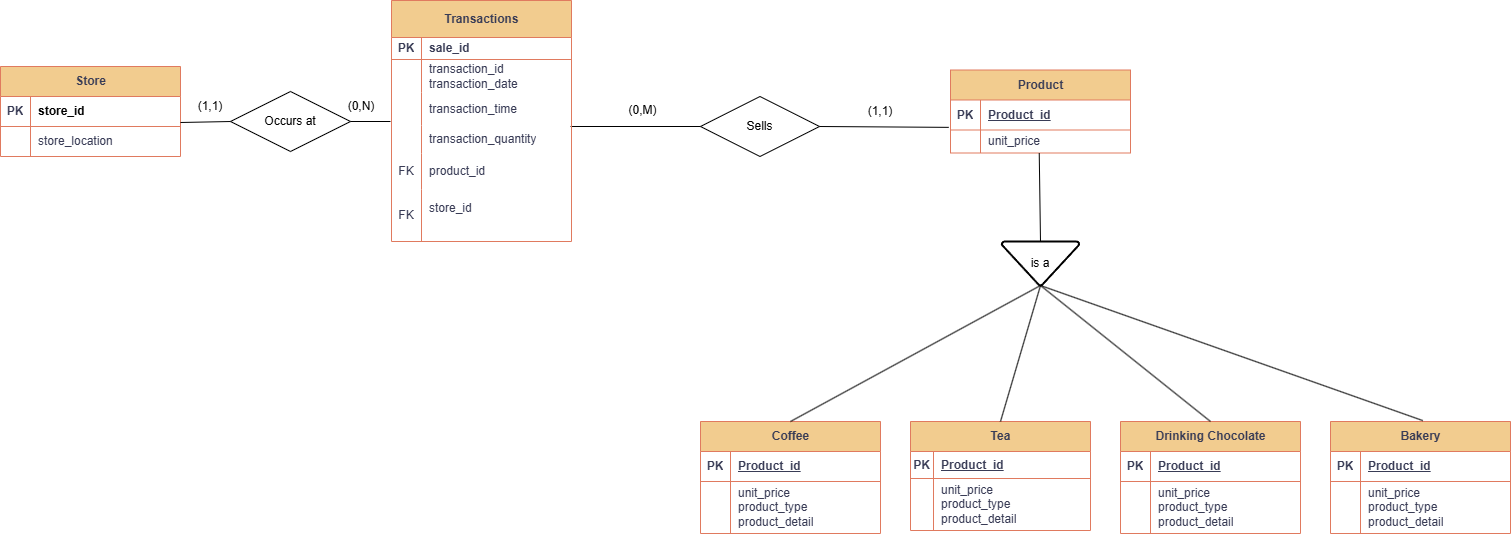 Transactions
PK sale_id
transaction_id
transaction_date
transaction_time
transaction_quantity
FK product_id
FK store_id
Store
PK store_id
store_location
(1,1)
Occurs at
(0,N)
(0,M)
Sells
(1,1)
Product
PK Product_id
unit_price
is a
Coffee
PK Product_id
unit_price
product_type
product_detail
Tea
PK Product_id
unit_price
product_type
product_detail
Drinking Chocolate
PK Product_id
unit_price
product_type
product_detail
Bakery
PK Product_id
unit_price
product_type
product_detail